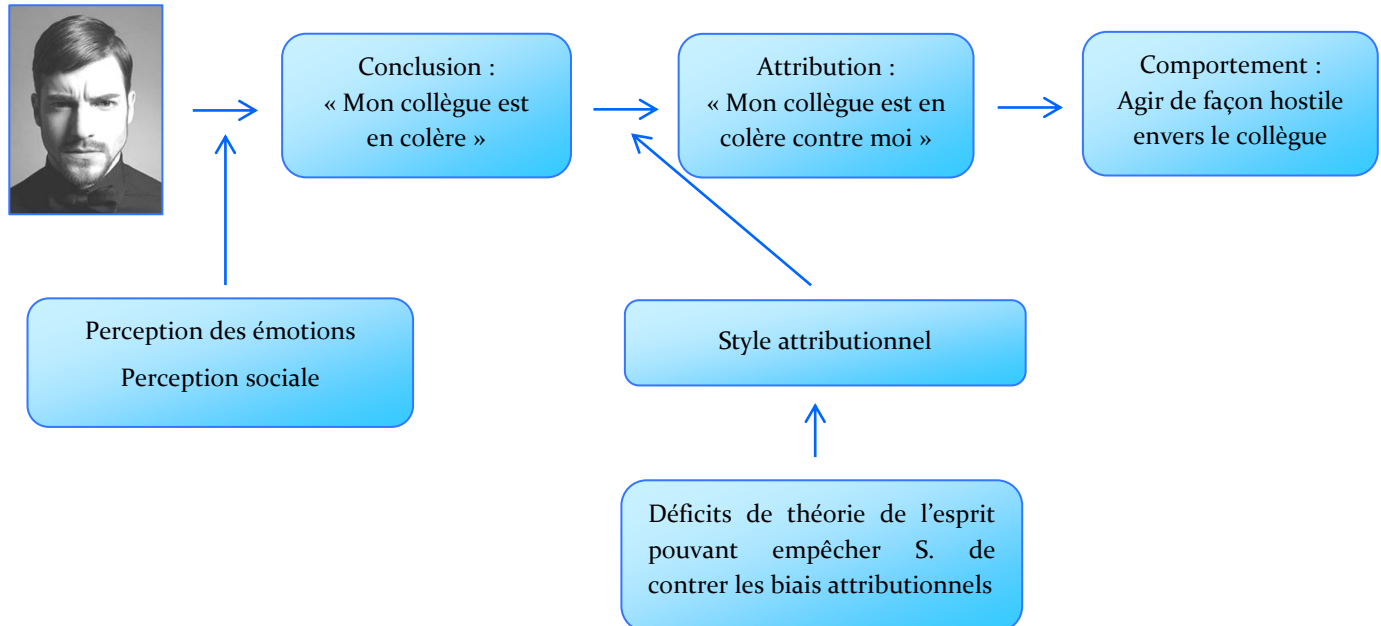 Conclusion :
« Mon collègue est
en colère »
Attribution :
« Mon collègue est en
colère contre moi »
Comportement :
Agir de façon hostile
envers le collègue
Perception des émotions
Perception sociale
Style attributionnel
Déficits de théorie de l’esprit
pouvant empêcher S. de
contrer les biais attributionnels